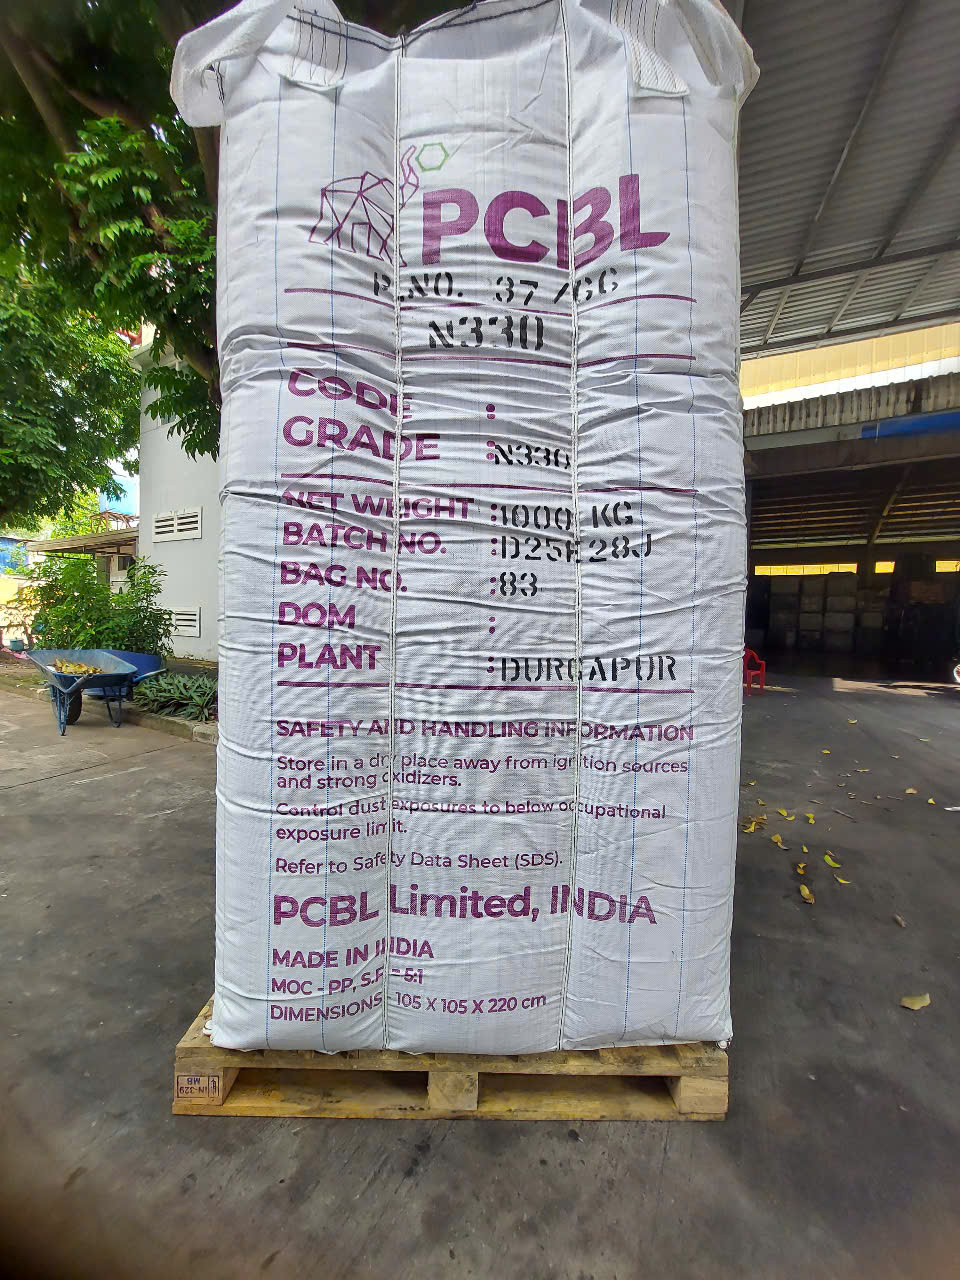 PCBL
P.NO. 37/GG
N330
CODE :
GRADE : N330
NET WEIGHT : 1000 KG
BATCH NO. : D25E28J
BAG NO. : 83
DOM :
PLANT : DURGAPUR
SAFETY AND HANDLING INFORMATION
Store in a dry place away from ignition sources
and strong oxidizers.
Control dust exposures to below occupational
exposure limit.
Refer to Safety Data Sheet (SDS).
PCBL Limited, INDIA
MADE IN INDIA
MOC - PP, S.F. = 5:1
DIMENSIONS - 105 X 105 X 220 cm
IN-329
MB